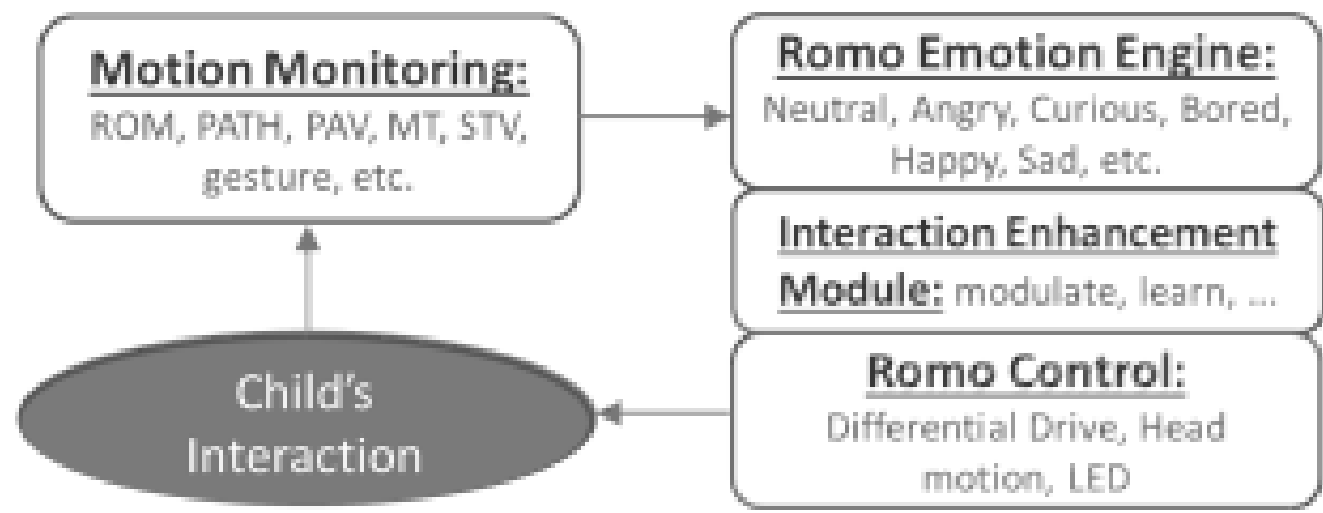 Motion Monitoring:
ROM, PATH, PAV, MT, STV,
gesture, etc.
Romo Emotion Engine:
Neutral, Angry, Curious, Bored,
Happy, Sad, etc.
Interaction Enhancement
Module: modulate, learn, ...
Romo Control:
Differential Drive, Head
motion, LED
Child's
Interaction